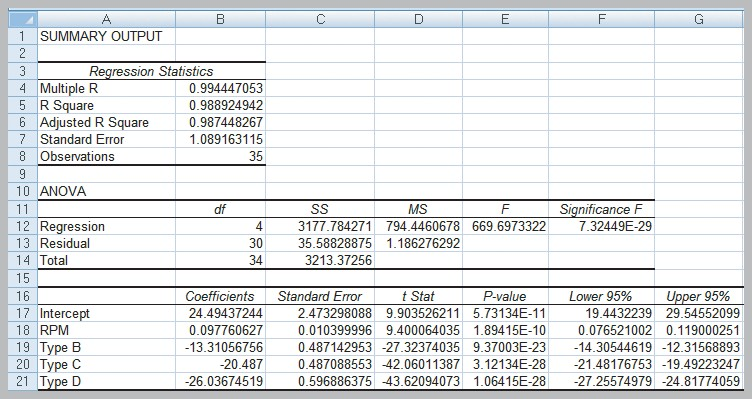 A B C D E F G
1 SUMMARY OUTPUT
2
3 Regression Statistics
4 Multiple R 0.994447053
5 R Square 0.988924942
6 Adjusted R Square 0.987448267
7 Standard Error 1.089163115
8 Observations 35
9
10 ANOVA
11 df SS MS F Significance F
12 Regression 4 3177.784271 794.4460678 669.6973322 7.32449E-29
13 Residual 30 35.58828875 1.186276292
14 Total 34 3213.37256
15
16 Coefficients Standard Error t Stat P-value Lower 95% Upper 95%
17 Intercept 24.49437244 2.473298088 9.903526211 5.73134E-11 19.4432239 29.54552099
18 RPM 0.097760627 0.010399996 9.400064035 1.89415E-10 0.076521002 0.119000251
19 Type B -13.31056756 0.487142953 -27.32374035 9.37003E-23 -14.30544619 -12.31568893
20 Type C -20.487 0.487088553 -42.06011387 3.12134E-28 -21.48176753 -19.49223247
21 Type D -26.03674519 0.596886375 -43.62094073 1.06415E-28 -27.25574979 -24.81774059